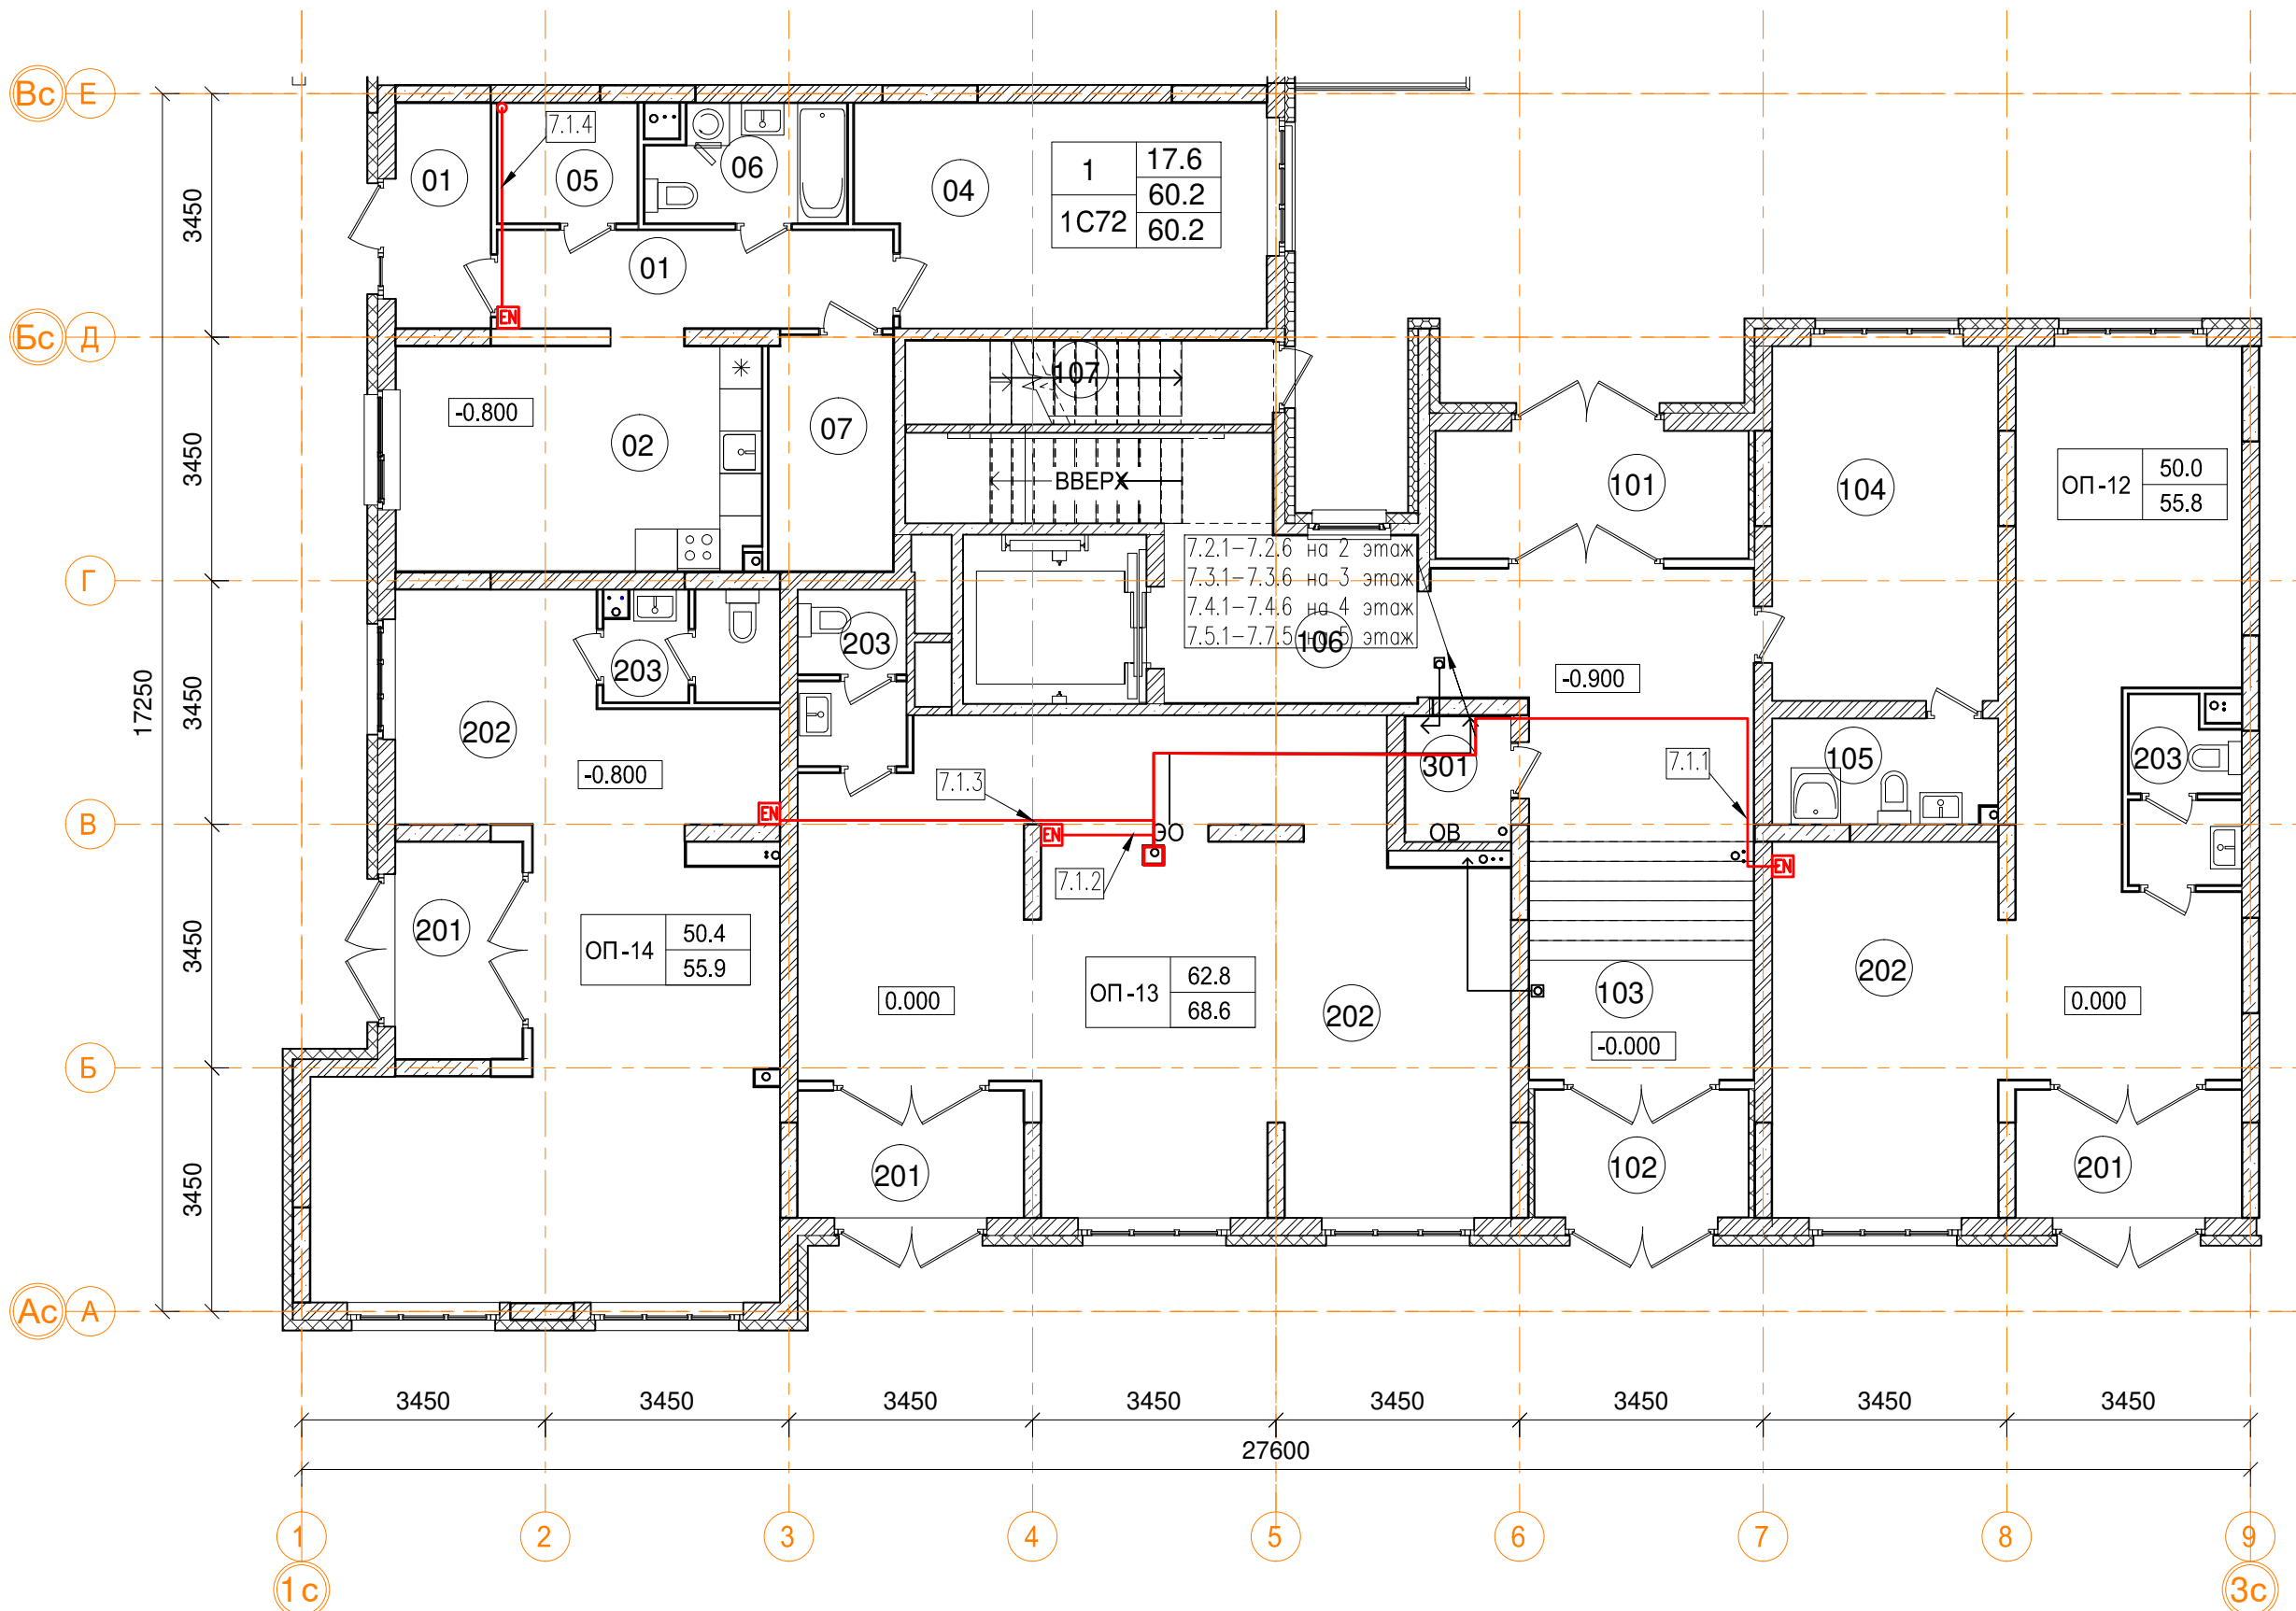 Вс Е
7.1.4
01
05
06
04
1 17.6
60.2
1С72 60.2
3450
01
EN
Бс Д
107
-0.800
02
07
ВВЕРХ
101
104
ОП-12 50.0
55.8
3450
Г
7.2.1-7.2.6 на 2 этаж
7.3.1-7.3.6 на 3 этаж
7.4.1-7.4.6 на 4 этаж
7.5.1-7.7.5 на 5 этаж
106
203
203
-0.900
17250
3450
202
-0.800
7.1.3
301
7.1.1
105
203
В
EN
EN
ЭО
ОВ
EN
7.1.2
201
ОП-14 50.4
55.9
3450
0.000
ОП-13 62.8
68.6
202
103
-0.000
202
0.000
Б
3450
201
102
201
Ас А
3450 3450 3450 3450 3450 3450 3450 3450
27600
1 2 3 4 5 6 7 8 9
1с 3с